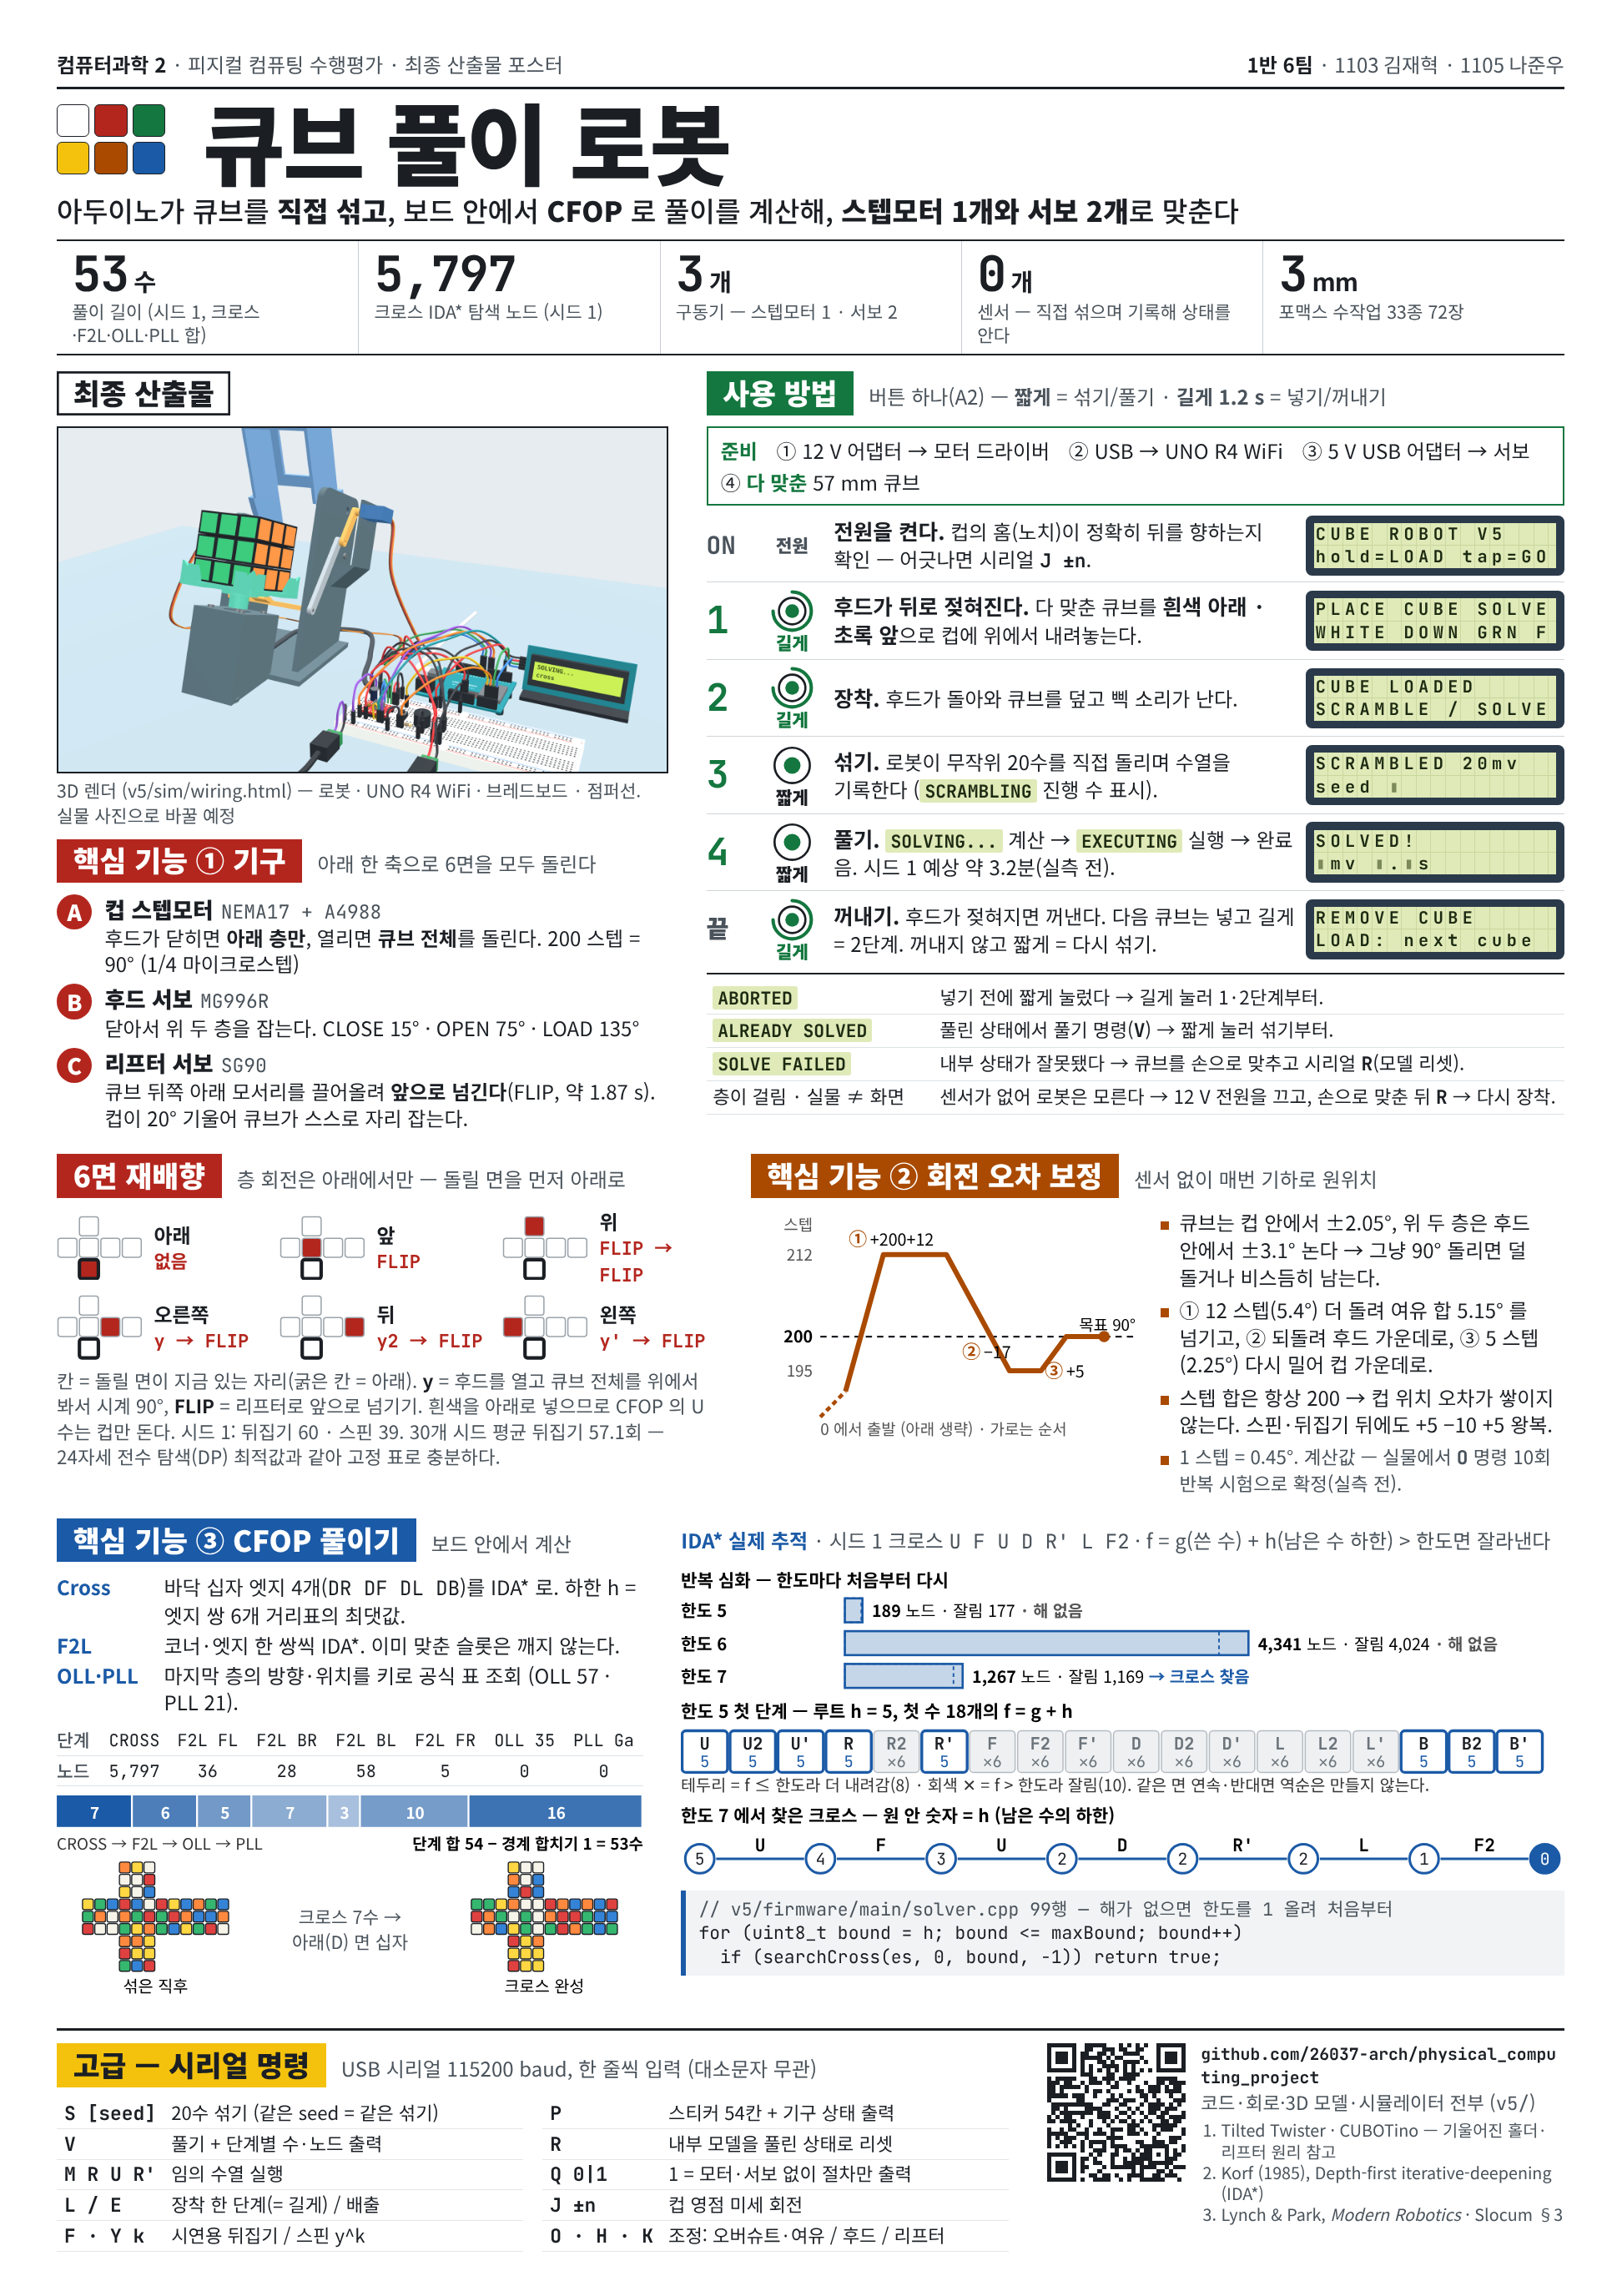 컴퓨터과학 2 · 피지컬 컴퓨팅 수행평가 · 최종 산출물 포스터
1반 6팀 · 1103 김재혁 · 1105 나준우
큐브 풀이 로봇
아두이노가 큐브를 직접 섞고, 보드 안에서 CFOP 로 풀이를 계산해, 스텝모터 1개와 서보 2개로 맞춘다
53 수
풀이 길이 (시드 1, 크로스
·F2L·OLL·PLL 합)
5,797
크로스 IDA* 탐색 노드 (시드 1)
3 개
구동기 — 스텝모터 1 · 서보 2
0 개
센서 — 직접 섞으며 기록해 상태를
안다
3 mm
포맥스 수작업 33종 72장
최종 산출물
SOLVING...
cross
3D 렌더 (v5/sim/wiring.html) — 로봇 · UNO R4 WiFi · 브레드보드 · 점퍼선.
실물 사진으로 바꿀 예정
핵심 기능 ① 기구
아래 한 축으로 6면을 모두 돌린다
A 컵 스텝모터 NEMA17 + A4988
후드가 닫히면 아래 층만, 열리면 큐브 전체를 돌린다. 200 스텝 =
90° (1/4 마이크로스텝)
B 후드 서보 MG996R
닫아서 위 두 층을 잡는다. CLOSE 15° · OPEN 75° · LOAD 135°
C 리프터 서보 SG90
큐브 뒤쪽 아래 모서리를 끌어올려 앞으로 넘긴다(FLIP, 약 1.87 s).
컵이 20° 기울어 큐브가 스스로 자리 잡는다.
사용 방법
버튼 하나(A2) — 짧게 = 섞기/풀기 · 길게 1.2 s = 넣기/꺼내기
준비 ① 12 V 어댑터 → 모터 드라이버 ② USB → UNO R4 WiFi ③ 5 V USB 어댑터 → 서보
④ 다 맞춘 57 mm 큐브
ON 전원
전원을 켠다. 컵의 홈(노치)이 정확히 뒤를 향하는지
확인 — 어긋나면 시리얼 J ±n.
CUBE ROBOT V5
hold=LOAD tap=GO
1 길게
후드가 뒤로 젖혀진다. 다 맞춘 큐브를 흰색 아래 ·
초록 앞으로 컵에 위에서 내려놓는다.
PLACE CUBE SOLVE
WHITE DOWN GRN F
2 길게
장착. 후드가 돌아와 큐브를 덮고 삑 소리가 난다.
CUBE LOADED
SCRAMBLE / SOLVE
3 짧게
섞기. 로봇이 무작위 20수를 직접 돌리며 수열을
기록한다 (SCRAMBLING 진행 수 표시).
SCRAMBLED 20mv
seed ▮
4 짧게
풀기. SOLVING... 계산 → EXECUTING 실행 → 완료
음. 시드 1 예상 약 3.2분(실측 전).
SOLVED!
▮mv ▮.▮s
끝 길게
꺼내기. 후드가 젖혀지면 꺼낸다. 다음 큐브는 넣고 길게
= 2단계. 꺼내지 않고 짧게 = 다시 섞기.
REMOVE CUBE
LOAD: next cube
ABORTED 넣기 전에 짧게 눌렀다 → 길게 눌러 1·2단계부터.
ALREADY SOLVED 풀린 상태에서 풀기 명령(V) → 짧게 눌러 섞기부터.
SOLVE FAILED 내부 상태가 잘못됐다 → 큐브를 손으로 맞추고 시리얼 R(모델 리셋).
층이 걸림 · 실물 ≠ 화면 센서가 없어 로봇은 모른다 → 12 V 전원을 끄고, 손으로 맞춘 뒤 R → 다시 장착.
6면 재배향
층 회전은 아래에서만 — 돌릴 면을 먼저 아래로
아래
없음
앞
FLIP
위
FLIP →
FLIP
오른쪽
y → FLIP
뒤
y2 → FLIP
왼쪽
y' → FLIP
칸 = 돌릴 면이 지금 있는 자리(굵은 칸 = 아래). y = 후드를 열고 큐브 전체를 위에서
봐서 시계 90°, FLIP = 리프터로 앞으로 넘기기. 흰색을 아래로 넣으므로 CFOP 의 U
수는 컵만 돈다. 시드 1: 뒤집기 60 · 스핀 39. 30개 시드 평균 뒤집기 57.1회 —
24자세 전수 탐색(DP) 최적값과 같아 고정 표로 충분하다.
핵심 기능 ② 회전 오차 보정
센서 없이 매번 기하로 원위치
스텝
212
200
195
①+200+12
②−17
③+5
목표 90°
0 에서 출발 (아래 생략) · 가로는 순서
큐브는 컵 안에서 ±2.05°, 위 두 층은 후드
안에서 ±3.1° 논다 → 그냥 90° 돌리면 덜
돌거나 비스듬히 남는다.
① 12 스텝(5.4°) 더 돌려 여유 합 5.15° 를
넘기고, ② 되돌려 후드 가운데로, ③ 5 스텝
(2.25°) 다시 밀어 컵 가운데로.
스텝 합은 항상 200 → 컵 위치 오차가 쌓이지
않는다. 스핀·뒤집기 뒤에도 +5 −10 +5 왕복.
1 스텝 = 0.45°. 계산값 — 실물에서 O 명령 10회
반복 시험으로 확정(실측 전).
핵심 기능 ③ CFOP 풀이기
보드 안에서 계산
Cross 바닥 십자 엣지 4개(DR DF DL DB)를 IDA* 로. 하한 h =
엣지 쌍 6개 거리표의 최댓값.
F2L 코너·엣지 한 쌍씩 IDA*. 이미 맞춘 슬롯은 깨지 않는다.
OLL·PLL 마지막 층의 방향·위치를 키로 공식 표 조회 (OLL 57 ·
PLL 21).
단계 CROSS F2L FL F2L BR F2L BL F2L FR OLL 35 PLL Ga
노드 5,797 36 28 58 5 0 0
7 6 5 7 3 10 16
CROSS → F2L → OLL → PLL
단계 합 54 − 경계 합치기 1 = 53수
크로스 7수 →
아래(D) 면 십자
섞은 직후
크로스 완성
IDA* 실제 추적 · 시드 1 크로스 U F U D R' L F2 · f = g(쓴 수) + h(남은 수 하한) > 한도면 잘라낸다
반복 심화 — 한도마다 처음부터 다시
한도 5 189 노드 · 잘림 177 · 해 없음
한도 6 4,341 노드 · 잘림 4,024 · 해 없음
한도 7 1,267 노드 · 잘림 1,169 → 크로스 찾음
한도 5 첫 단계 — 루트 h = 5, 첫 수 18개의 f = g + h
U U2 U' R R2 R' F F2 F' D D2 D' L L2 L' B B2 B'
5 5 5 5 ×6 5 ×6 ×6 ×6 ×6 ×6 ×6 ×6 ×6 ×6 5 5 5
테두리 = f ≤ 한도라 더 내려감(8) · 회색 ✕ = f > 한도라 잘림(10). 같은 면 연속·반대면 역순은 만들지 않는다.
한도 7 에서 찾은 크로스 — 원 안 숫자 = h (남은 수의 하한)
U F U D R' L F2
5 4 3 2 2 2 1 0
// v5/firmware/main/solver.cpp 99행 — 해가 없으면 한도를 1 올려 처음부터
for (uint8_t bound = h; bound <= maxBound; bound++)
if (searchCross(es, 0, bound, -1)) return true;
고급 — 시리얼 명령
USB 시리얼 115200 baud, 한 줄씩 입력 (대소문자 무관)
S [seed] 20수 섞기 (같은 seed = 같은 섞기)
V 풀기 + 단계별 수·노드 출력
M R U R' 임의 수열 실행
L / E 장착 한 단계(= 길게) / 배출
F · Y k 시연용 뒤집기 / 스핀 y^k
P 스티커 54칸 + 기구 상태 출력
R 내부 모델을 풀린 상태로 리셋
Q 0|1 1 = 모터·서보 없이 절차만 출력
J ±n 컵 영점 미세 회전
O · H · K 조정: 오버슈트·여유 / 후드 / 리프터
github.com/26037-arch/physical_compu
ting_project
코드·회로·3D 모델·시뮬레이터 전부 (v5/)
1. Tilted Twister · CUBOTino — 기울어진 홀더·
리프터 원리 참고
2. Korf (1985), Depth-first iterative-deepening
(IDA*)
3. Lynch & Park, Modern Robotics · Slocum §3